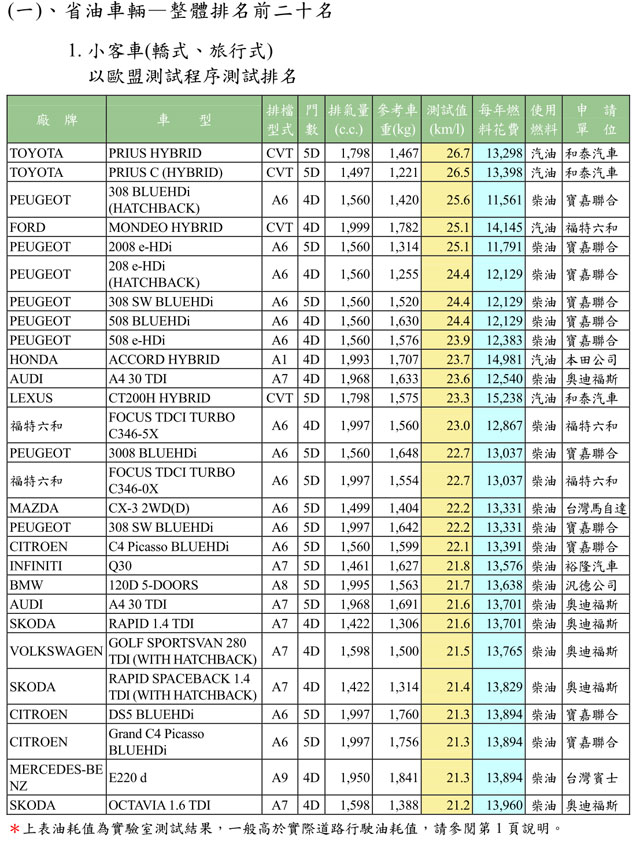 (一)、省油車輛—整體排名前二十名
1. 小客車(轎式、旅行式)
以歐盟測試程序測試排名
廠 牌 車 型 排檔型式 門數 排氣量(c.c.) 參考車重(kg) 測試值(km/l) 每年燃料花費 使用燃料 申 請單 位
TOYOTA PRIUS HYBRID CVT 5D 1,798 1,467 26.7 13,298 汽油 和泰汽車
TOYOTA PRIUS C (HYBRID) CVT 5D 1,497 1,221 26.5 13,398 汽油 和泰汽車
PEUGEOT 308 BLUEHDi (HATCHBACK) A6 4D 1,560 1,420 25.6 11,561 柴油 寶嘉聯合
FORD MONDEO HYBRID CVT 4D 1,999 1,782 25.1 14,145 汽油 福特六和
PEUGEOT 2008 e-HDi A6 5D 1,560 1,314 25.1 11,791 柴油 寶嘉聯合
PEUGEOT 208 e-HDi (HATCHBACK) A6 4D 1,560 1,255 24.4 12,129 柴油 寶嘉聯合
PEUGEOT 308 SW BLUEHDi A6 5D 1,560 1,520 24.4 12,129 柴油 寶嘉聯合
PEUGEOT 508 BLUEHDi A6 4D 1,560 1,630 24.4 12,129 柴油 寶嘉聯合
PEUGEOT 508 e-HDi A6 4D 1,560 1,576 23.9 12,383 柴油 寶嘉聯合
HONDA ACCORD HYBRID A1 4D 1,993 1,707 23.7 14,981 汽油 本田公司
AUDI A4 30 TDI A7 4D 1,968 1,633 23.6 12,540 柴油 奧迪福斯
LEXUS CT200H HYBRID CVT 5D 1,798 1,575 23.3 15,238 汽油 和泰汽車
福特六和 FOCUS TDCI TURBO C346-5X A6 4D 1,997 1,560 23.0 12,867 柴油 福特六和
PEUGEOT 3008 BLUEHDi A6 5D 1,560 1,648 22.7 13,037 柴油 寶嘉聯合
福特六和 FOCUS TDCI TURBO C346-0X A6 5D 1,997 1,554 22.7 13,037 柴油 福特六和
MAZDA CX-3 2WD(D) A6 5D 1,499 1,404 22.2 13,331 柴油 台灣馬自達
PEUGEOT 308 SW BLUEHDi A6 5D 1,997 1,642 22.2 13,331 柴油 寶嘉聯合
CITROEN C4 Picasso BLUEHDi A6 5D 1,560 1,599 22.1 13,391 柴油 寶嘉聯合
INFINITI Q30 A7 5D 1,461 1,627 21.8 13,576 柴油 裕隆汽車
BMW 120D 5-DOORS A8 5D 1,995 1,563 21.7 13,638 柴油 汎德公司
AUDI A4 30 TDI A7 5D 1,968 1,691 21.6 13,701 柴油 奧迪福斯
SKODA RAPID 1.4 TDI A7 4D 1,422 1,306 21.6 13,701 柴油 奧迪福斯
VOLKSWAGEN GOLF SPORTSVAN 280 TDI (WITH HATCHBACK) A7 4D 1,598 1,500 21.5 13,765 柴油 奧迪福斯
SKODA RAPID SPACEBACK 1.4 TDI (WITH HATCHBACK) A7 4D 1,422 1,314 21.4 13,829 柴油 奧迪福斯
CITROEN DS5 BLUEHDi A6 5D 1,997 1,760 21.3 13,894 柴油 寶嘉聯合
CITROEN Grand C4 Picasso BLUEHDi A6 5D 1,997 1,756 21.3 13,894 柴油 寶嘉聯合
MERCEDES-BENZ E220 d A9 4D 1,950 1,841 21.3 13,894 柴油 台灣賓士
SKODA OCTAVIA 1.6 TDI A7 4D 1,598 1,388 21.2 13,960 柴油 奧迪福斯
＊上表油耗值為實驗室測試結果，一般高於實際道路行駛油耗值，請參閱第 1 頁說明。